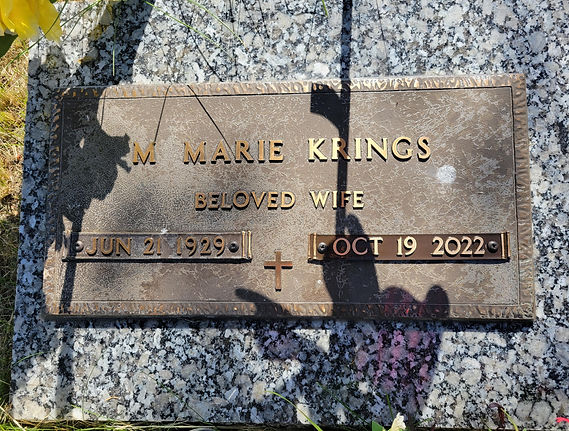 M MARIE KRINGS
BELOVED WIFE
JUN 21 1929 OCT 19 2022